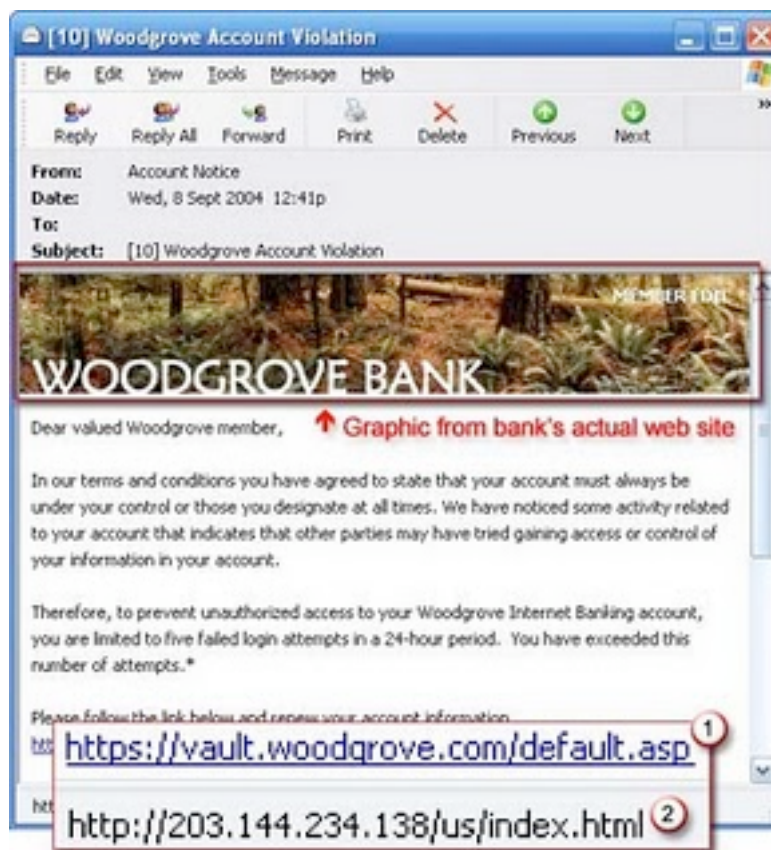 [10] Woodgrove Account Violation
File Edit View Tools Message Help
Reply Reply All Forward Print Delete Previous Next
From: Account Notice
Date: Wed, 8 Sept 2004 12:41p
To:
Subject: [10] Woodgrove Account Violation
MEMBER FDIC
WOODGROVE BANK
Dear valued Woodgrove member,
Graphic from bank's actual web site
In our terms and conditions you have agreed to state that your account must always be
under your control or those you designate at all times. We have noticed some activity related
to your account that indicates that other parties may have tried gaining access or control of
your information in your account.
Therefore, to prevent unauthorized access to your Woodgrove Internet Banking account,
you are limited to five failed login attempts in a 24-hour period. You have exceeded this
number of attempts.*
Please follow the link below and renew your account information
https://vault.woodgrove.com/default.asp 1
http://203.144.234.138/us/index.html 2